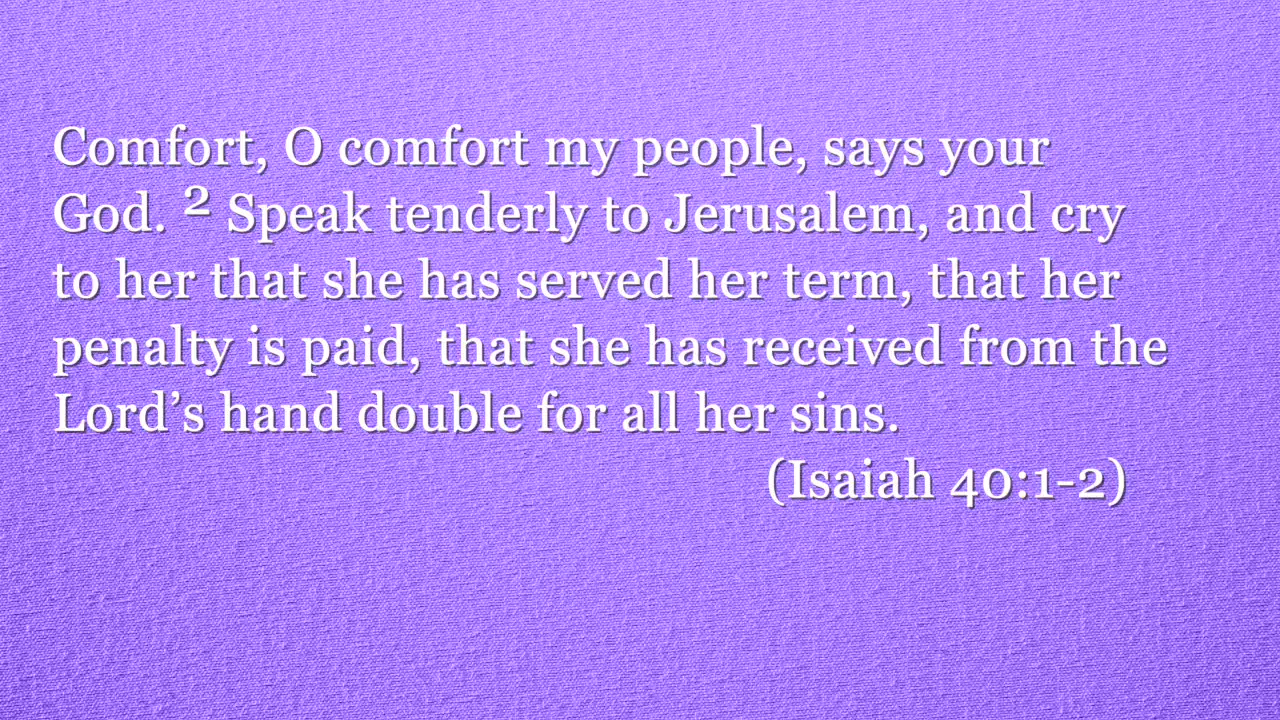 Comfort, O comfort my people, says your
God. ² Speak tenderly to Jerusalem, and cry
to her that she has served her term, that her
penalty is paid, that she has received from the
Lord’s hand double for all her sins.
(Isaiah 40:1-2)